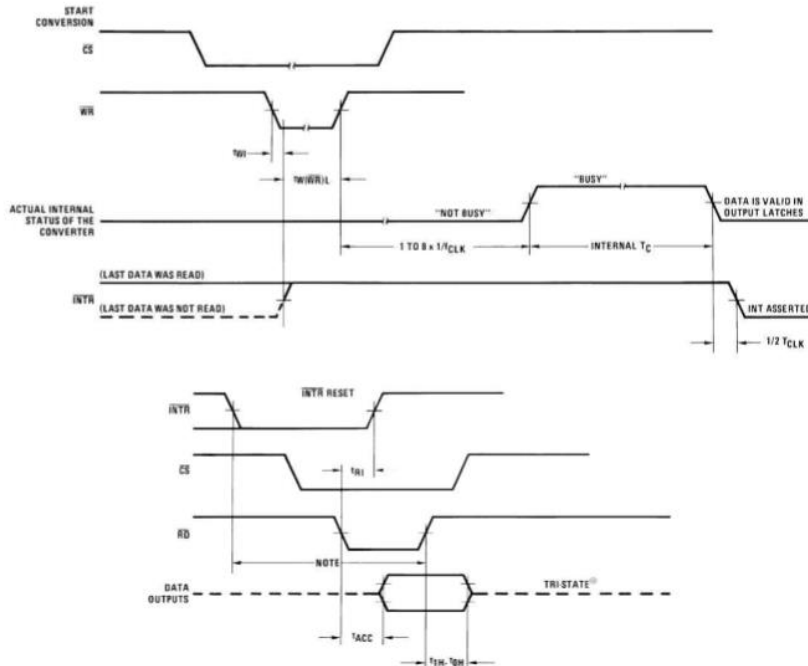 START
CONVERSION
CS
WR
tWI
tW(WR)L
"BUSY"
ACTUAL INTERNAL
STATUS OF THE
CONVERTER
"NOT BUSY"
DATA IS VALID IN
OUTPUT LATCHES
1 TO 8 x 1/fCLK
INTERNAL TC
(LAST DATA WAS READ)
INTR
(LAST DATA WAS NOT READ)
INT ASSERTED
1/2 TCLK
INTR RESET
INTR
CS
tRI
RD
NOTE
DATA
OUTPUTS
TRI-STATE®
tACC
t1H, t0H